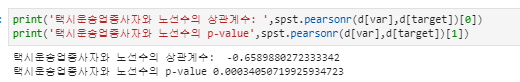 print('택시운송업종사자와 노선수의 상관계수: ',spst.pearsonr(d[var],d[target])[0])
print('택시운송업종사자와 노선수의 p-value',spst.pearsonr(d[var],d[target])[1])
택시운송업종사자와 노선수의 상관계수:  -0.6589880272333342
택시운송업종사자와 노선수의 p-value 0.00034050719925934723